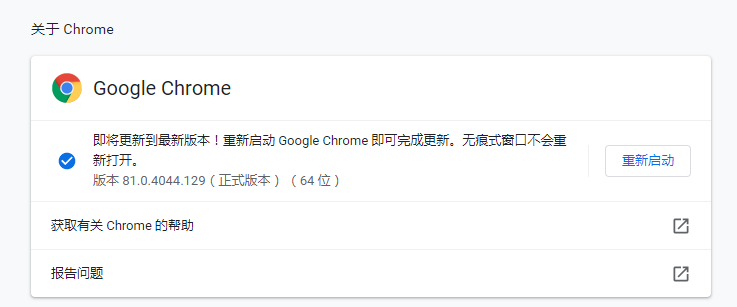 关于 Chrome
Google Chrome
即将更新到最新版本！重新启动 Google Chrome 即可完成更新。无痕式窗口不会重
新打开。
版本 81.0.4044.129（正式版本）（64 位）
重新启动
获取有关 Chrome 的帮助
报告问题